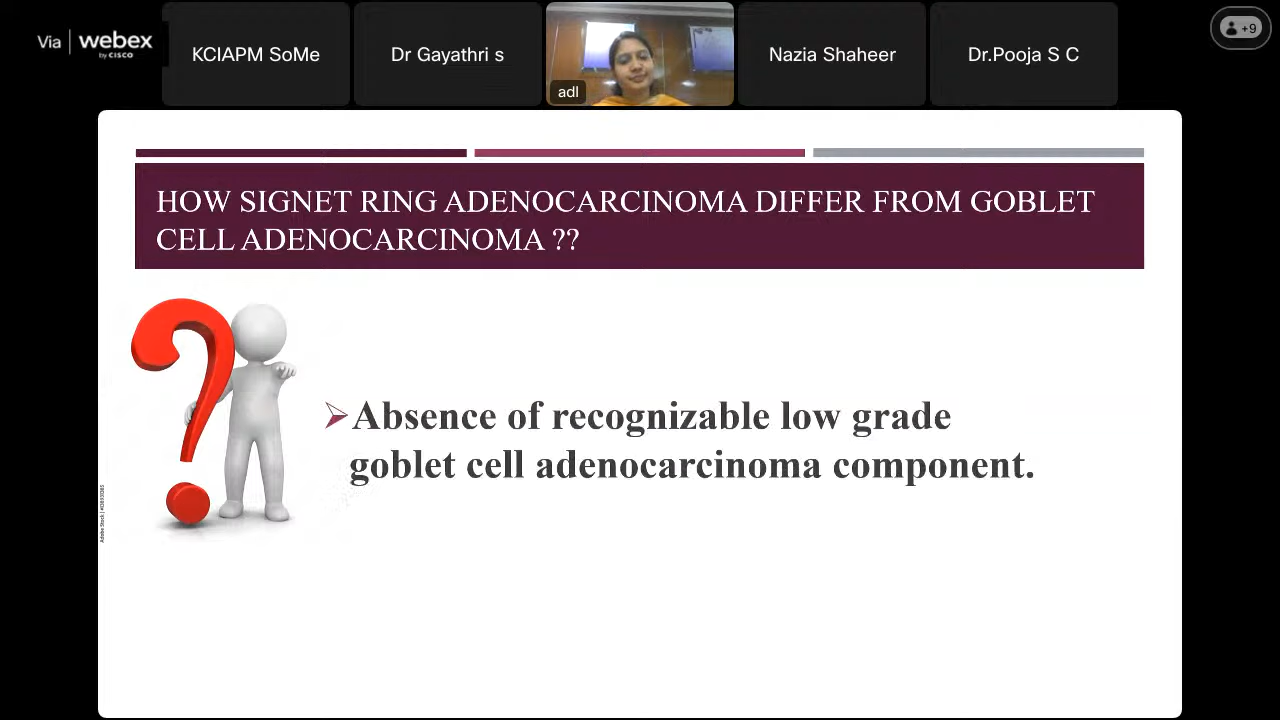 Via webex
by CISCO
KCIAPM SoMe
Dr Gayathri s
adl
Nazia Shaheer
Dr.Pooja S C
+9
HOW SIGNET RING ADENOCARCINOMA DIFFER FROM GOBLET
CELL ADENOCARCINOMA ??
Absence of recognizable low grade
goblet cell adenocarcinoma component.